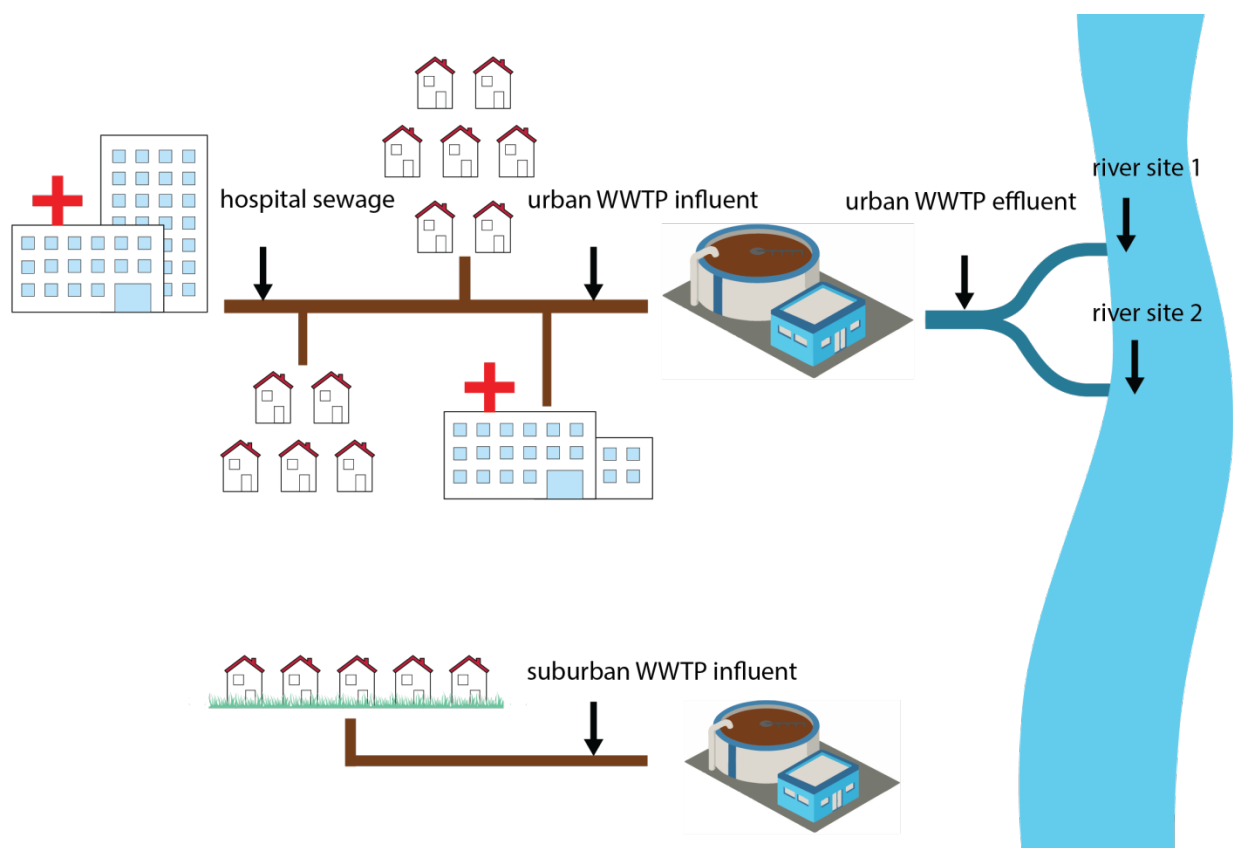 river site 1
hospital sewage
urban WWTP influent
urban WWTP effluent
river site 2
suburban WWTP influent